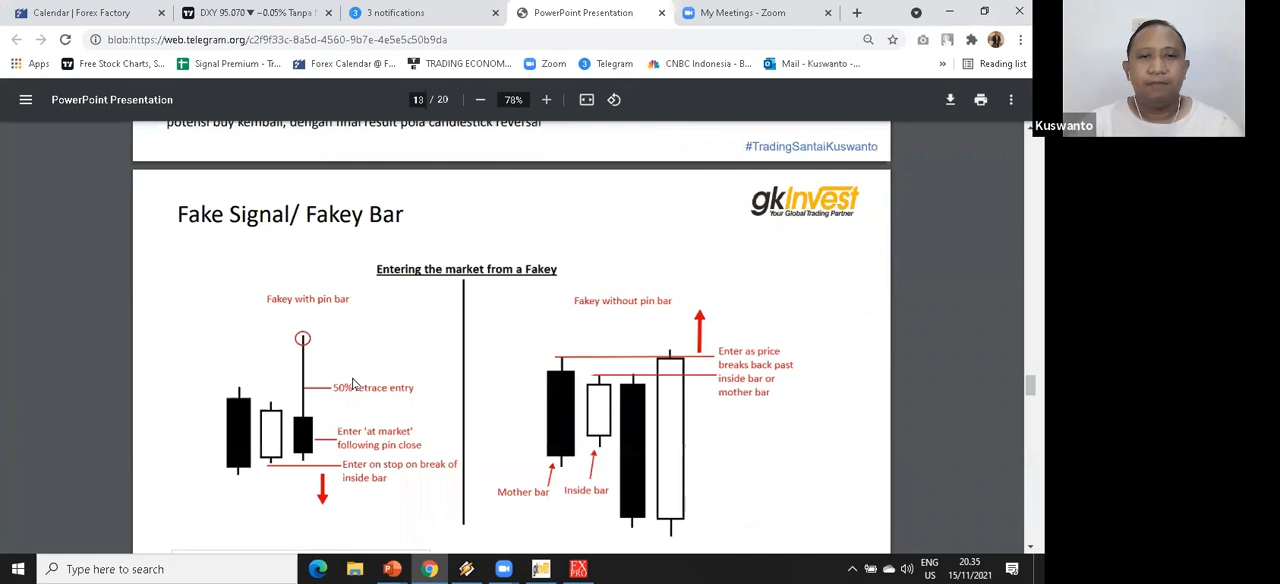 Calendar | Forex Factory
DXY 95.070 ▼ −0.05% Tanpa N
3 notifications
PowerPoint Presentation
My Meetings - Zoom
blob:https://web.telegram.org/c2f9f33c-8a5d-4560-9b7e-4e5e5c50b9da
Apps
Free Stock Charts, S...
Signal Premium - Tr...
Forex Calendar @ F...
TRADING ECONOM...
Zoom
Telegram
CNBC Indonesia - B...
Mail - Kuswanto -...
»
Reading list
PowerPoint Presentation
13 / 20
78%
potensi buy kembali, dengan final result pola candlestick reversal
#TradingSantaiKuswanto
Kuswanto
Fake Signal/ Fakey Bar
gkInvest
Your Global Trading Partner
Entering the market from a Fakey
Fakey with pin bar
50% retrace entry
Enter 'at market'
following pin close
Enter on stop on break of
inside bar
Fakey without pin bar
Enter as price
breaks back past
inside bar or
mother bar
Mother bar
Inside bar
Type here to search
FX
PRO
ENG
US
20.35
15/11/2021